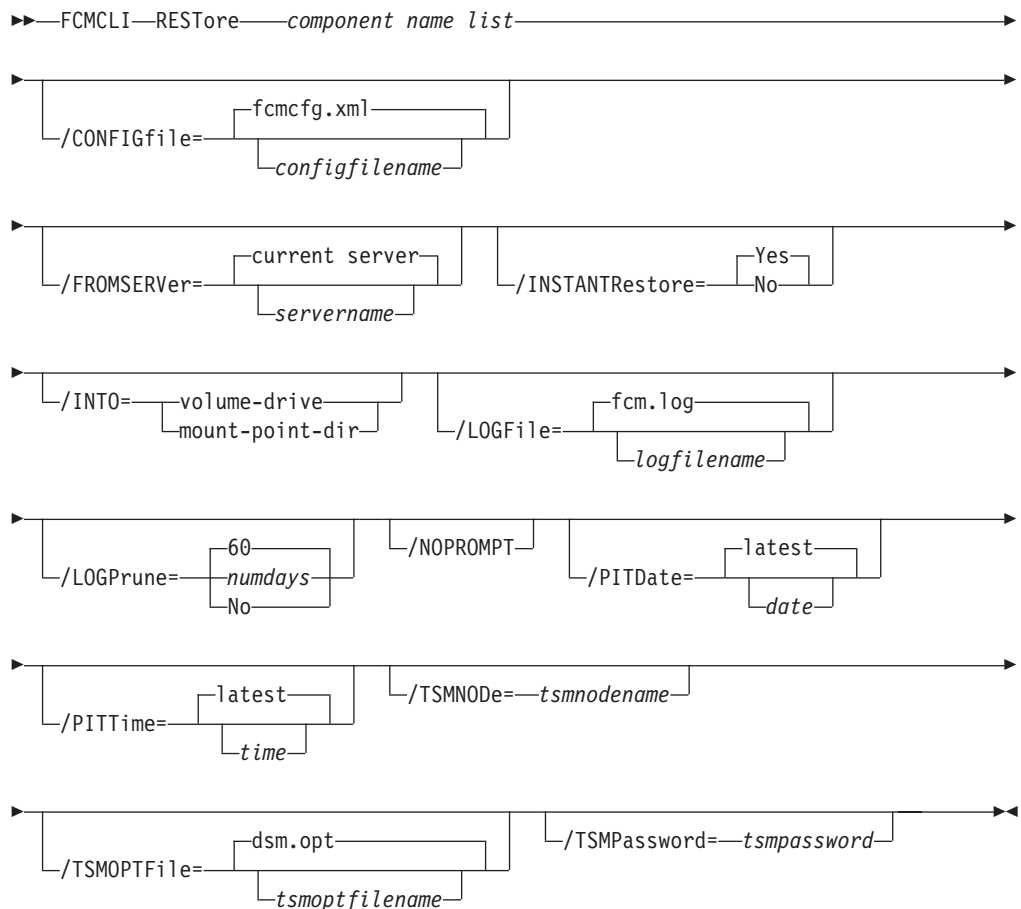 FCMCLI RESTore component name list
/CONFIGfile= fcmcfg.xml
configfilename
/FROMSERVer= current server
servername
/INSTANTRestore= Yes
No
/INTO= volume-drive
mount-point-dir
/LOGFile= fcm.log
logfilename
/LOGPrune= 60
numdays
No
/NOPROMPT
/PITDate= latest
date
/PITTime= latest
time
/TSMNODe= tsmnodename
/TSMOPTFile= dsm.opt
tsmoptfilename
/TSMPassword= tsmpassword